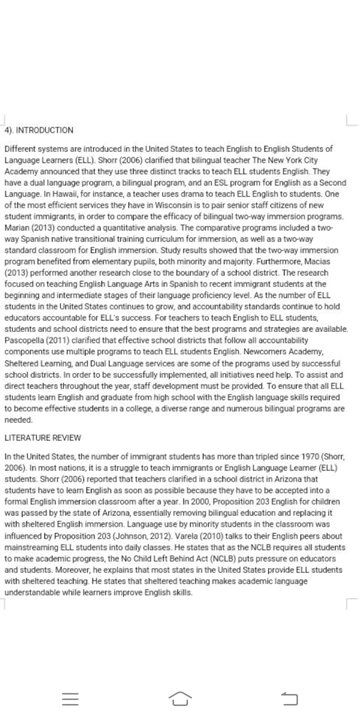 4). INTRODUCTION
Different systems are introduced in the United States to teach English to English Students of
Language Learners (ELL). Shorr (2006) clarified that bilingual teacher The New York City
Academy announced that they use three distinct tracks to teach ELL students English. They
have a dual language program, a bilingual program, and an ESL program for English as a Second
Language. In Hawaii, for instance, a teacher uses drama to teach ELL English to students. One
of the most efficient services they have in Wisconsin is to pair senior staff citizens of new
student immigrants, in order to compare the efficacy of bilingual two-way immersion programs.
Marian (2013) conducted a quantitative analysis. The comparative programs included a two-
way Spanish native transitional training curriculum for immersion, as well as a two-way
standard classroom for English immersion. Study results showed that the two-way immersion
program benefited from elementary pupils, both minority and majority. Furthermore, Macias
(2013) performed another research close to the boundary of a school district. The research
focused on teaching English Language Arts in Spanish to recent immigrant students at the
beginning and intermediate stages of their language proficiency level. As the number of ELL
students in the United States continues to grow, and accountability standards continue to hold
educators accountable for ELL's success. For teachers to teach English to ELL students,
students and school districts need to ensure that the best programs and strategies are available.
Pascopella (2011) clarified that effective school districts that follow all accountability
components use multiple programs to teach ELL students English. Newcomers Academy,
Sheltered Learning, and Dual Language services are some of the programs used by successful
school districts. In order to be successfully implemented, all initiatives need help. To assist and
direct teachers throughout the year, staff development must be provided. To ensure that all ELL
students learn English and graduate from high school with the English language skills required
to become effective students in a college, a diverse range and numerous bilingual programs are
needed.
LITERATURE REVIEW
In the United States, the number of immigrant students has more than tripled since 1970 (Shorr,
2006). In most nations, it is a struggle to teach immigrants or English Language Learner (ELL)
students. Shorr (2006) reported that teachers clarified in a school district in Arizona that
students have to learn English as soon as possible because they have to be accepted into a
formal English immersion classroom after a year. In 2000, Proposition 203 English for children
was passed by the state of Arizona, essentially removing bilingual education and replacing it
with sheltered English immersion. Language use by minority students in the classroom was
influenced by Proposition 203 (Johnson, 2012). Varela (2010) talks to their English peers about
mainstreaming ELL students into daily classes. He states that as the NCLB requires all students
to make academic progress, the No Child Left Behind Act (NCLB) puts pressure on educators
and students. Moreover, he explains that most states in the United States provide ELL students
with sheltered teaching. He states that sheltered teaching makes academic language
understandable while learners improve English skills.